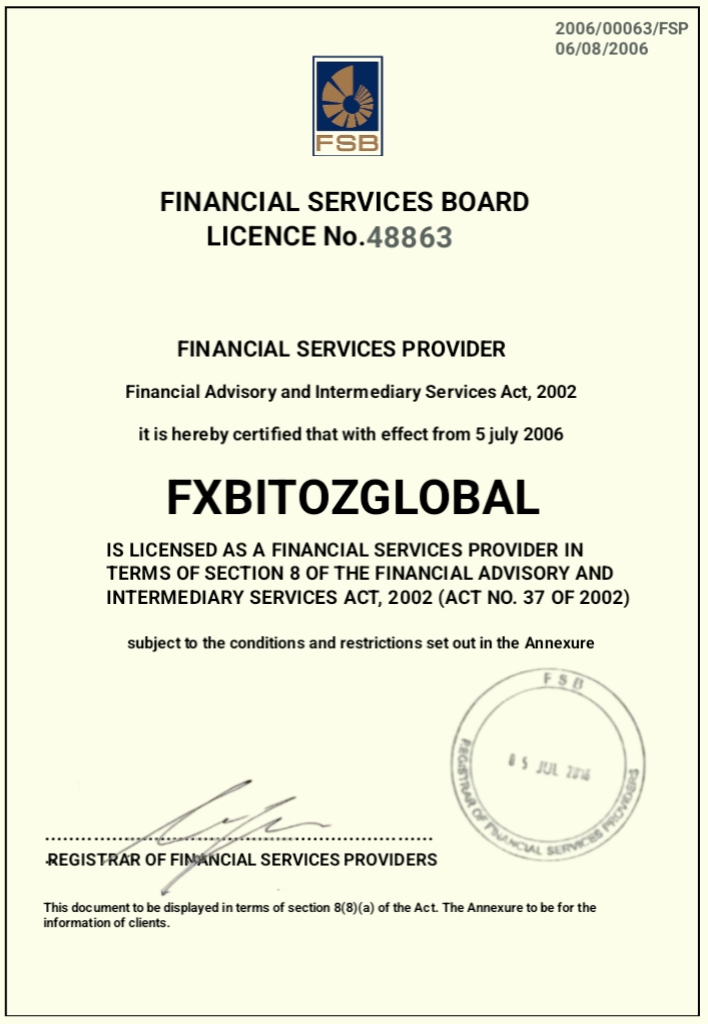 2006/00063/FSP
06/08/2006
FSB
FINANCIAL SERVICES BOARD
LICENCE No.48863
FINANCIAL SERVICES PROVIDER
Financial Advisory and Intermediary Services Act, 2002
it is hereby certified that with effect from 5 july 2006
FXBITOZGLOBAL
IS LICENSED AS A FINANCIAL SERVICES PROVIDER IN
TERMS OF SECTION 8 OF THE FINANCIAL ADVISORY AND
INTERMEDIARY SERVICES ACT, 2002 (ACT NO. 37 OF 2002)
subject to the conditions and restrictions set out in the Annexure
FSB
05 JUL 2016
REGISTRAR OF FINANCIAL SERVICES PROVIDERS
REGISTRAR OF FINANCIAL SERVICES PROVIDERS
This document to be displayed in terms of section 8(8)(a) of the Act. The Annexure to be for the
information of clients.